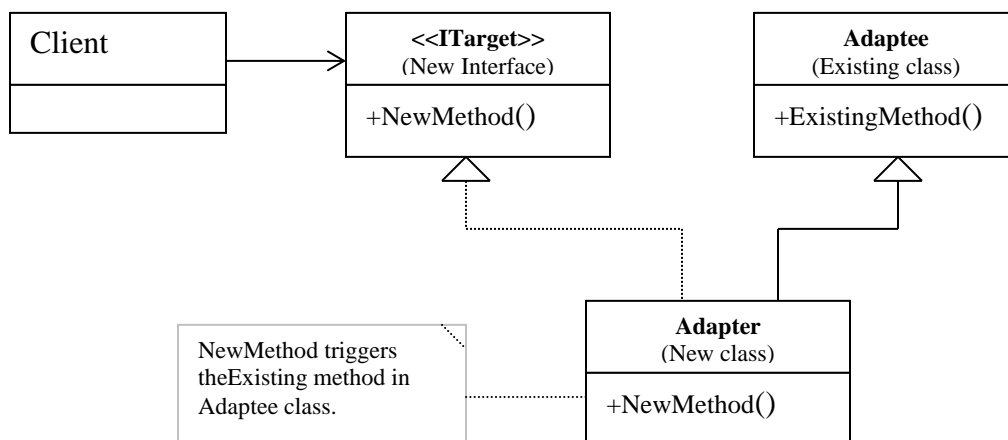 Client
<<ITarget>>
(New Interface)
+NewMethod()
Adaptee
(Existing class)
+ExistingMethod()
Adapter
(New class)
+NewMethod()
NewMethod triggers
theExisting method in
Adaptee class.